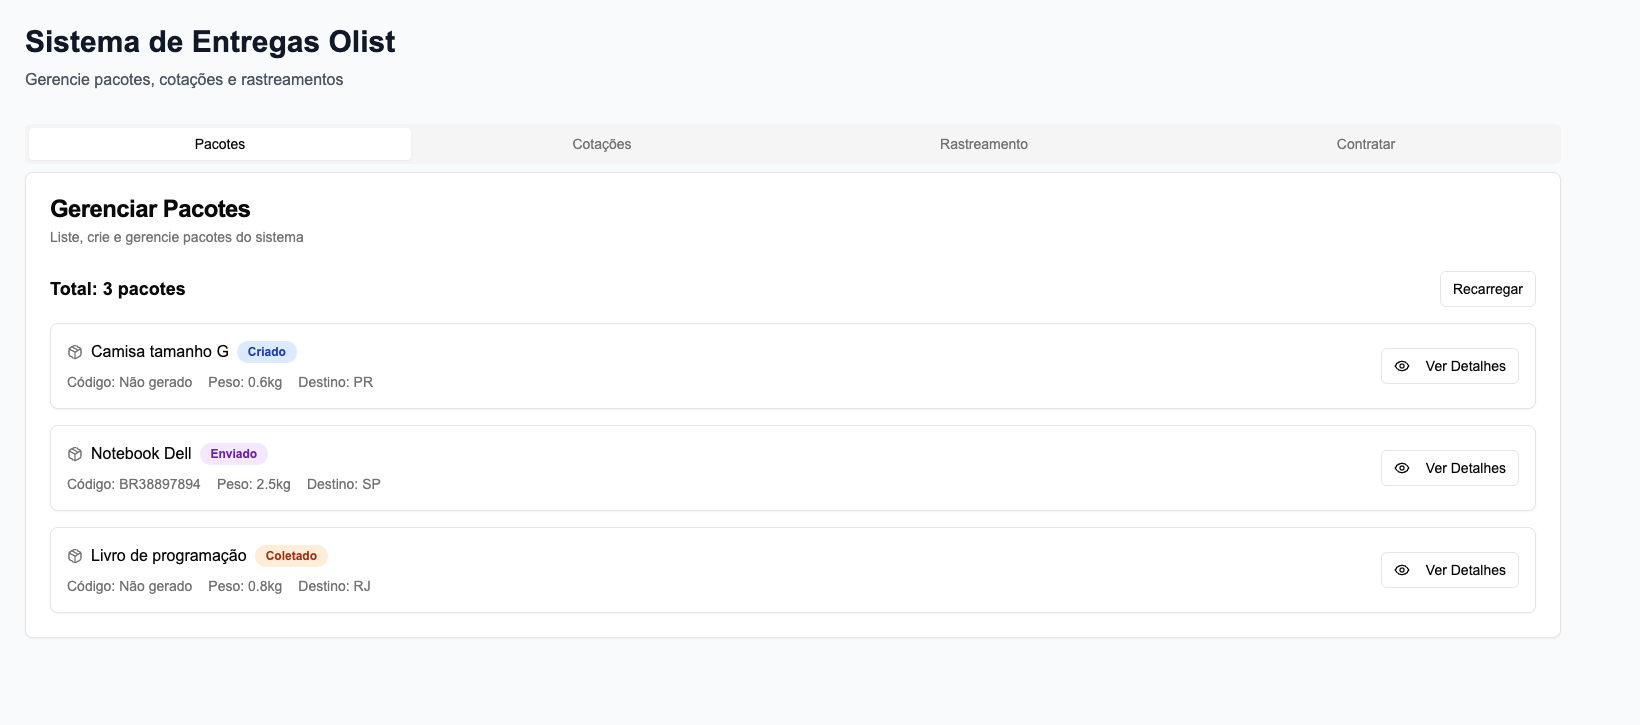 Sistema de Entregas Olist
Gerencie pacotes, cotações e rastreamentos
Pacotes Cotações Rastreamento Contratar
Gerenciar Pacotes
Liste, crie e gerencie pacotes do sistema
Total: 3 pacotes Recarregar
Camisa tamanho G Criado
Código: Não gerado Peso: 0.6kg Destino: PR
Ver Detalhes
Notebook Dell Enviado
Código: BR38897894 Peso: 2.5kg Destino: SP
Ver Detalhes
Livro de programação Coletado
Código: Não gerado Peso: 0.8kg Destino: RJ
Ver Detalhes